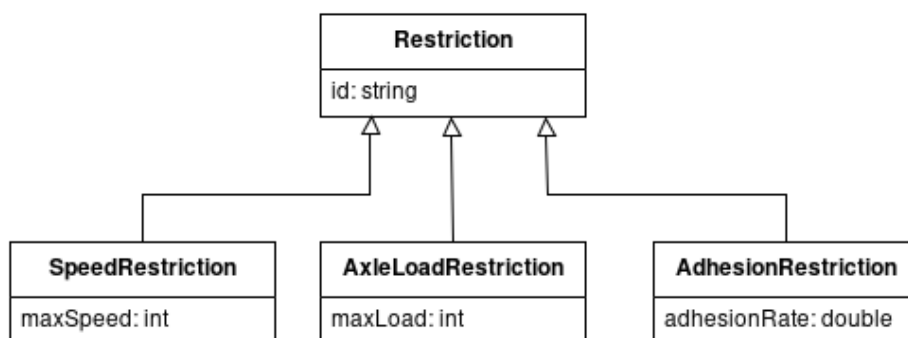 Restriction
id: string
SpeedRestriction
maxSpeed: int
AxleLoadRestriction
maxLoad: int
AdhesionRestriction
adhesionRate: double